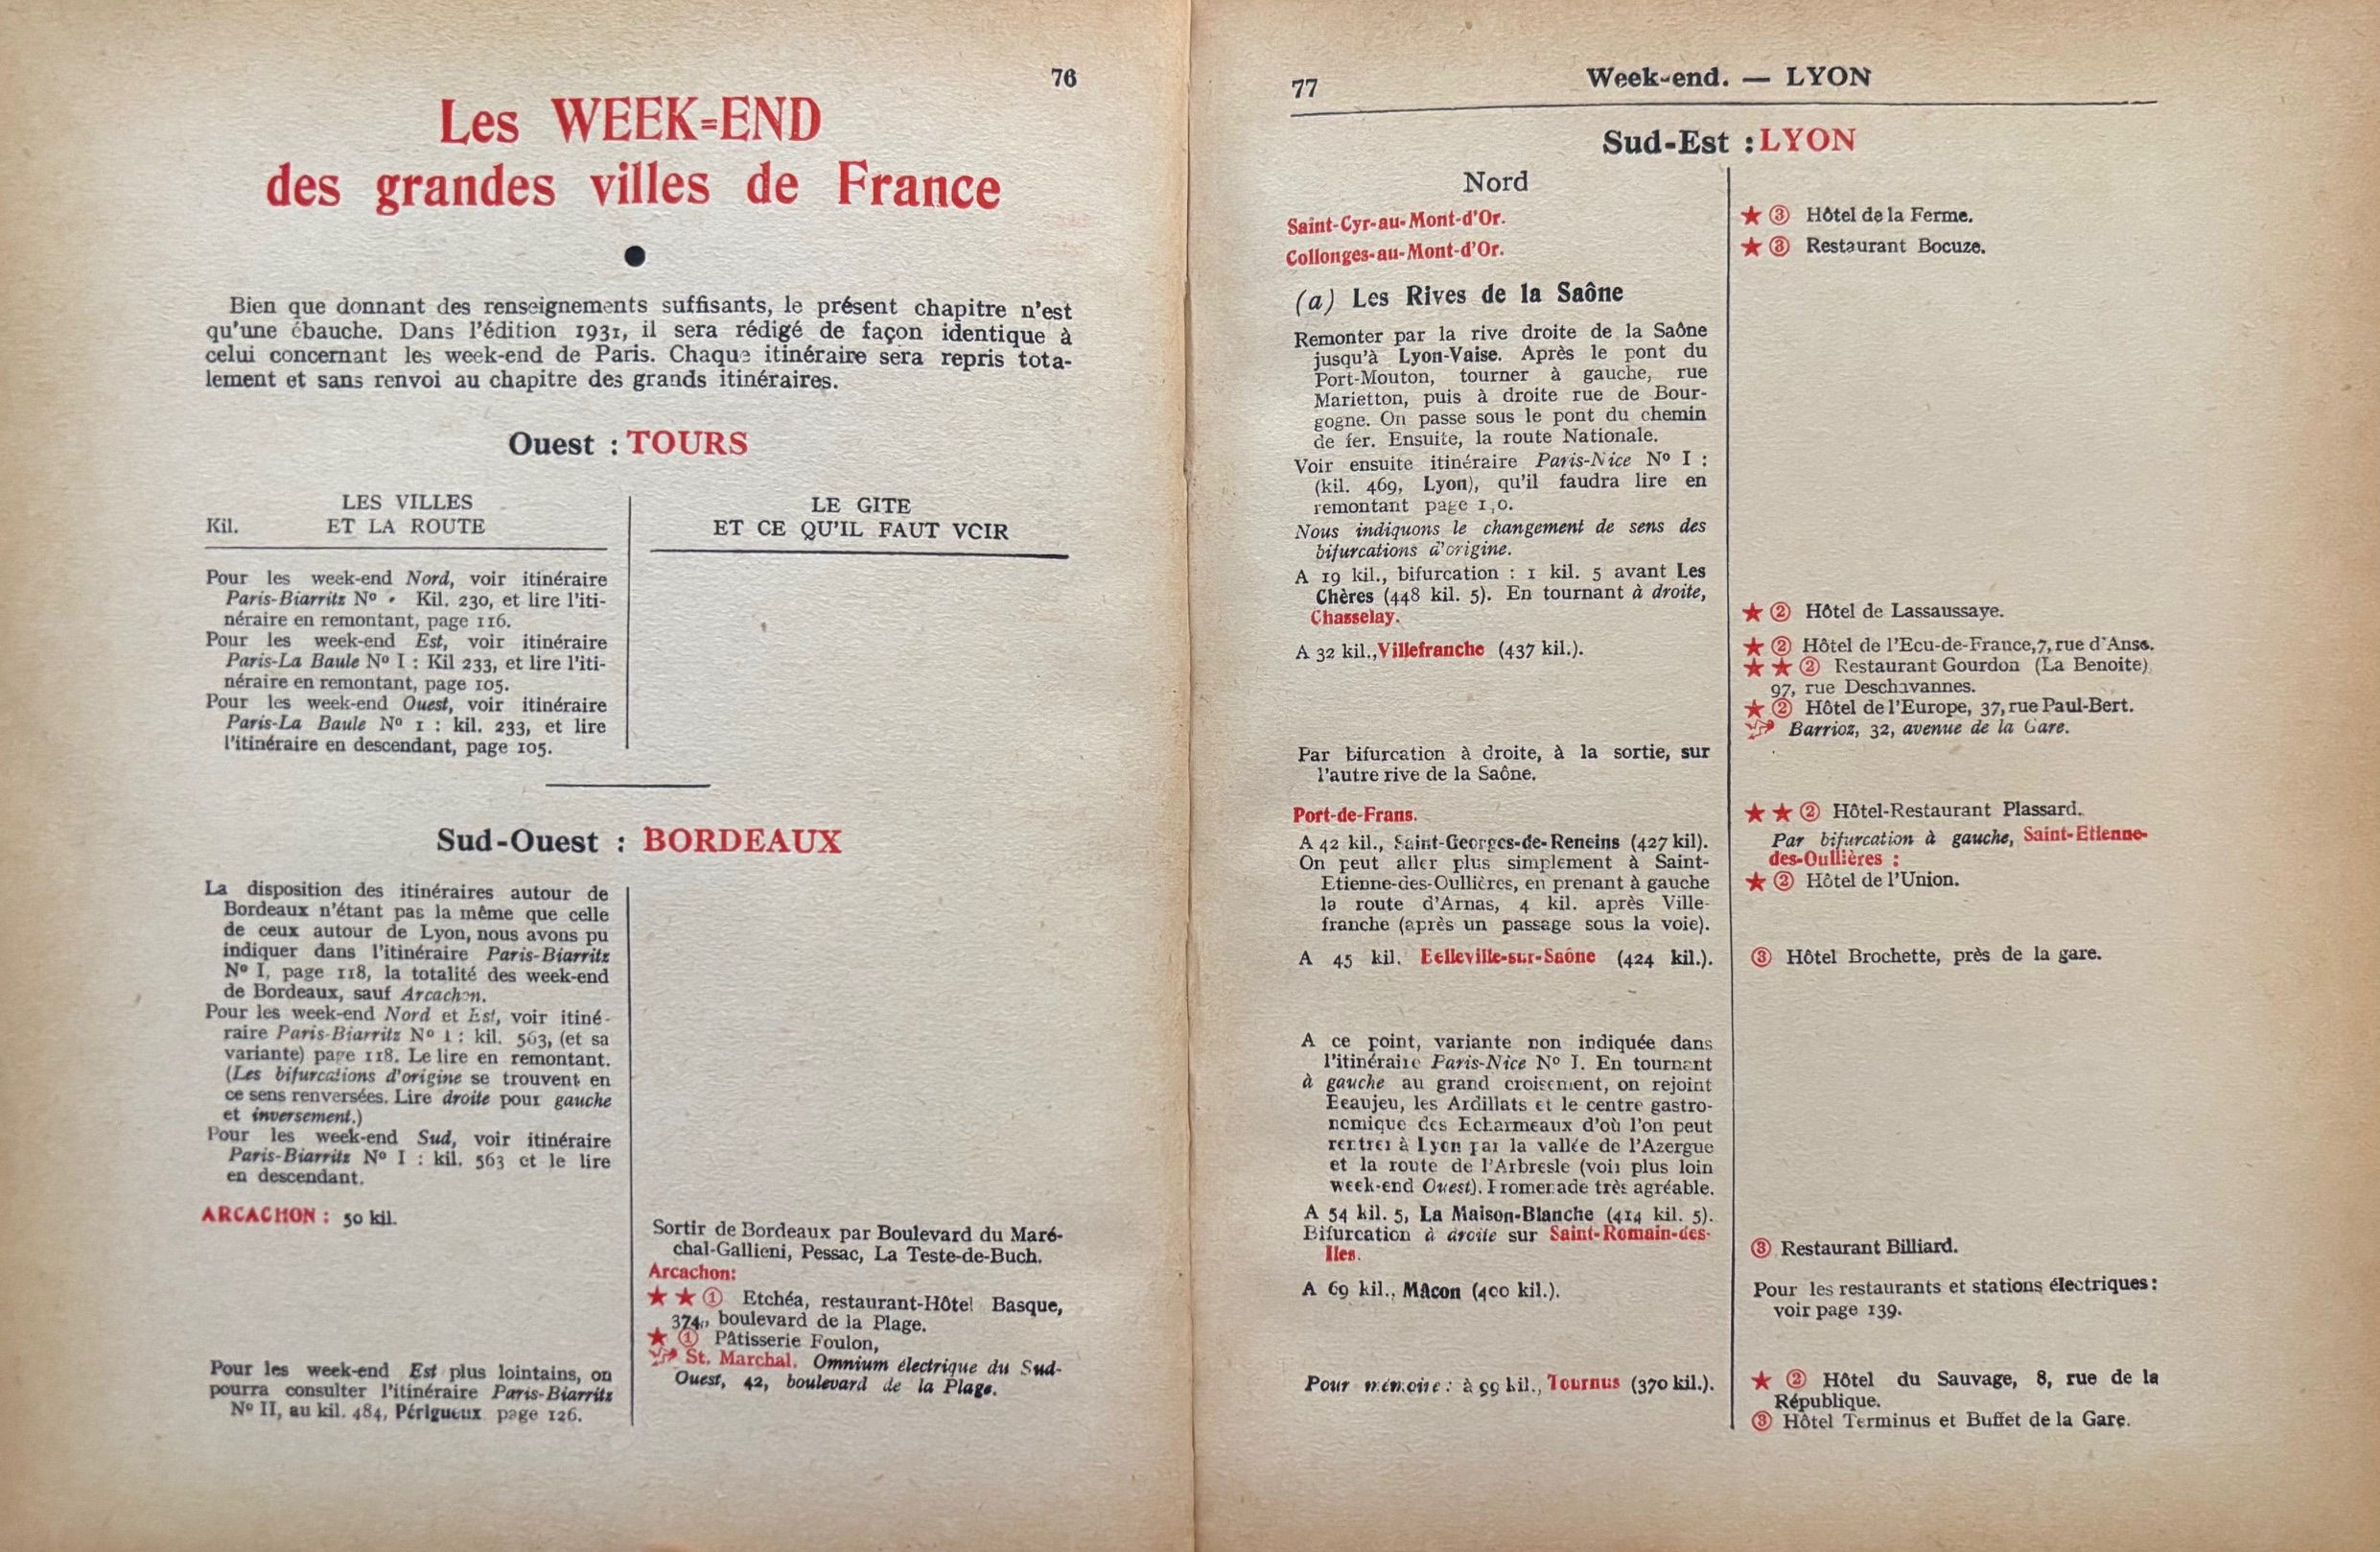 76
Les WEEK=END
des grandes villes de France
●
Bien que donnant des renseignements suffisants, le présent chapitre n'est
qu'une ébauche. Dans l'édition 1931, il sera rédigé de façon identique à
celui concernant les week-end de Paris. Chaque itinéraire sera repris tota-
lement et sans renvoi au chapitre des grands itinéraires.
Ouest : TOURS
LES VILLES
Kil. ET LA ROUTE
LE GITE
ET CE QU'IL FAUT VCIR
Pour les week-end Nord, voir itinéraire
Paris-Biarritz Nº Kil. 230, et lire l'iti-
néraire en remontant, page 116.
Pour les week-end Est, voir itinéraire
Paris-La Baule Nº I : Kil 233, et lire l'iti-
néraire en remontant, page 105.
Pour les week-end Ouest, voir itinéraire
Paris-La Baule Nº 1 : kil. 233, et lire
l'itinéraire en descendant, page 105.
Sud-Ouest : BORDEAUX
La disposition des itinéraires autour de
Bordeaux n'étant pas la même que celle
de ceux autour de Lyon, nous avons pu
indiquer dans l'itinéraire Paris-Biarritz
Nº I, page 118, la totalité des week-end
de Bordeaux, sauf Arcachon.
Pour les week-end Nord et Est, voir itiné-
raire Paris-Biarritz Nº 1 : kil. 563, (et sa
variante) page 118. Le lire en remontant.
(Les bifurcations d'origine se trouvent en
ce sens renversées. Lire droite pour gauche
et inversement.)
Pour les week-end Sud, voir itinéraire
Paris-Biarritz Nº I : kil. 563 et le lire
en descendant.
ARCACHON : 50 kil.
Pour les week-end Est plus lointains, on
pourra consulter l'itinéraire Paris-Biarritz
Nº II, au kil. 484, Périgueux page 126.
Sortir de Bordeaux par Boulevard du Maré-
chal-Gallieni, Pessac, La Teste-de-Buch.
Arcachon:
★ ★ ① Etchéa, restaurant-Hôtel Basque,
374, boulevard de la Plage.
★ ① Pâtisserie Foulon,
St. Marchal. Omnium électrique du Sud-
Ouest, 42, boulevard de la Plage.
77 Week-end. — LYON
Sud-Est : LYON
Nord
Saint-Cyr-au-Mont-d'Or.
Collonges-au-Mont-d'Or.
(a) Les Rives de la Saône
Remonter par la rive droite de la Saône
jusqu'à Lyon-Vaise. Après le pont du
Port-Mouton, tourner à gauche, rue
Marietton, puis à droite rue de Bour-
gogne. On passe sous le pont du chemin
de fer. Ensuite, la route Nationale.
Voir ensuite itinéraire Paris-Nice Nº I :
(kil. 469, Lyon), qu'il faudra lire en
remontant page
Nous indiquons le changement de sens des
bifurcations d'origine.
A 19 kil., bifurcation : 1 kil. 5 avant Les
Chères (448 kil. 5). En tournant à droite,
Chasselay.
A 32 kil., Villefranche (437 kil.).
Par bifurcation à droite, à la sortie, sur
l'autre rive de la Saône.
Port-de-Frans.
A 42 kil., Saint-Georges-de-Reneins (427 kil).
On peut aller plus simplement à Saint-
Etienne-des-Oullières, en prenant à gauche
la route d'Arnas, 4 kil. après Ville-
franche (après un passage sous la voie).
A 45 kil. Belleville-sur-Saône (424 kil.).
A ce point, variante non indiquée dans
l'itinéraire Paris-Nice Nº I. En tournant
à gauche au grand croisement, on rejoint
Beaujeu, les Ardillats et le centre gastro-
nomique des Echarmeaux d'où l'on peut
rentrer à Lyon par la vallée de l'Azergue
et la route de l'Arbresle (voir plus loin
week-end Ouest). Promenade très agréable.
A 54 kil. 5, La Maison-Blanche (414 kil. 5).
Bifurcation à droite sur Saint-Romain-des-
Iles.
A 69 kil., Mâcon (400 kil.).
Pour mémoire : à 99 kil., Tournus (370 kil.).
★ ③ Hôtel de la Ferme.
★ ③ Restaurant Bocuze.
★ ② Hôtel de Lassaussaye.
★ ② Hôtel de l'Ecu-de-France, 7, rue d'Anse.
★ ★ ② Restaurant Gourdon (La Benoite)
97, rue Deschavannes.
★ ② Hôtel de l'Europe, 37, rue Paul-Bert.
Barrioz, 32, avenue de la Gare.
★ ★ ② Hôtel-Restaurant Plassard.
Par bifurcation à gauche, Saint-Etienne-
des-Oullières :
★ ② Hôtel de l'Union.
③ Hôtel Brochette, près de la gare.
③ Restaurant Billiard.
Pour les restaurants et stations électriques :
voir page 139.
★ ② Hôtel du Sauvage, 8, rue de la
République.
③ Hôtel Terminus et Buffet de la Gare.